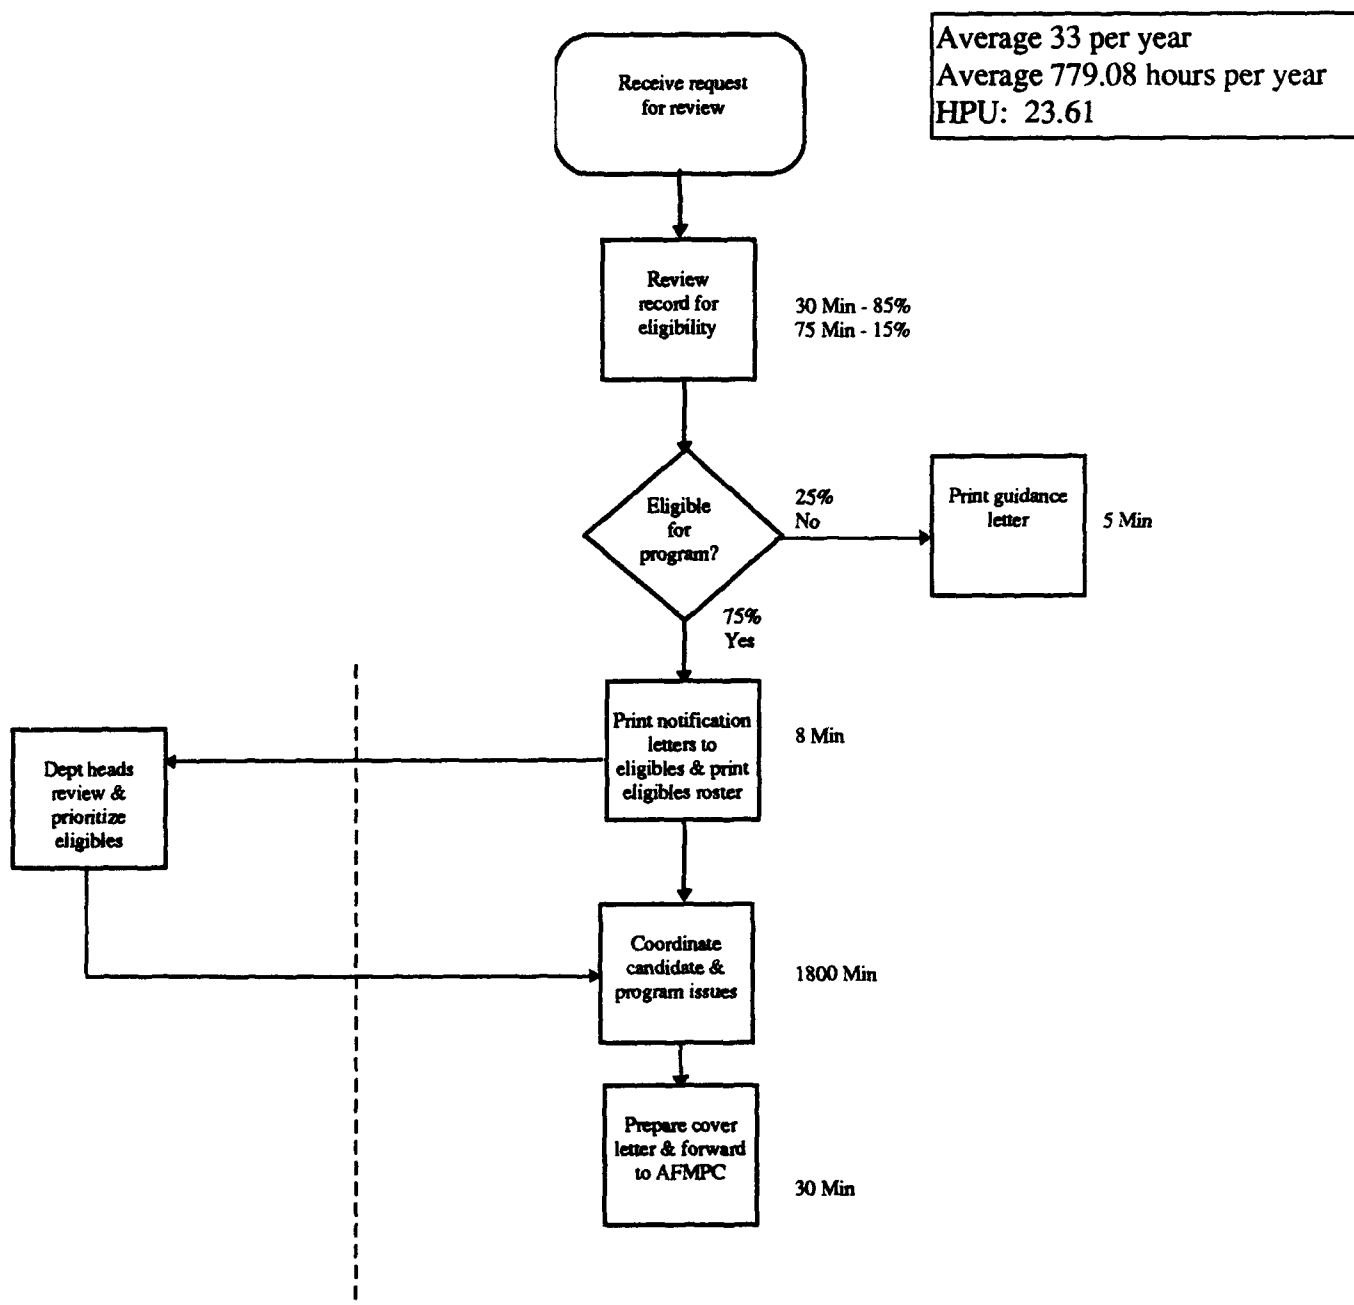 Average 33 per year
Average 779.08 hours per year
HPU: 23.61
Receive request
for review
Review
record for
eligibility
30 Min - 85%
75 Min - 15%
Eligible
for
program?
25%
No
Print guidance
letter
5 Min
75%
Yes
Print notification
letters to
eligibles & print
eligibles roster
8 Min
Dept heads
review &
prioritize
eligibles
Coordinate
candidate &
program issues
1800 Min
Prepare cover
letter & forward
to AFMPC
30 Min